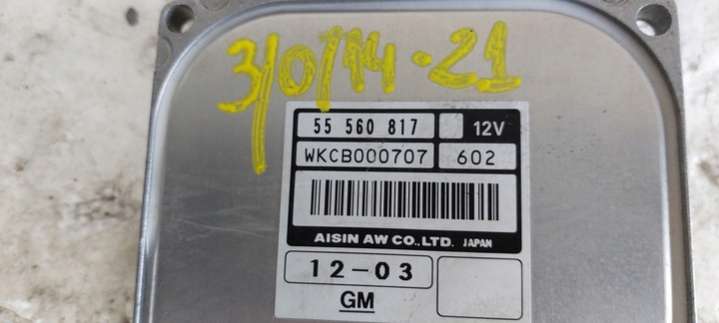 3/0/14·21
55 560 817 12V
WKCB000707 602
AISIN AW CO.,LTD. JAPAN
12-03
GM